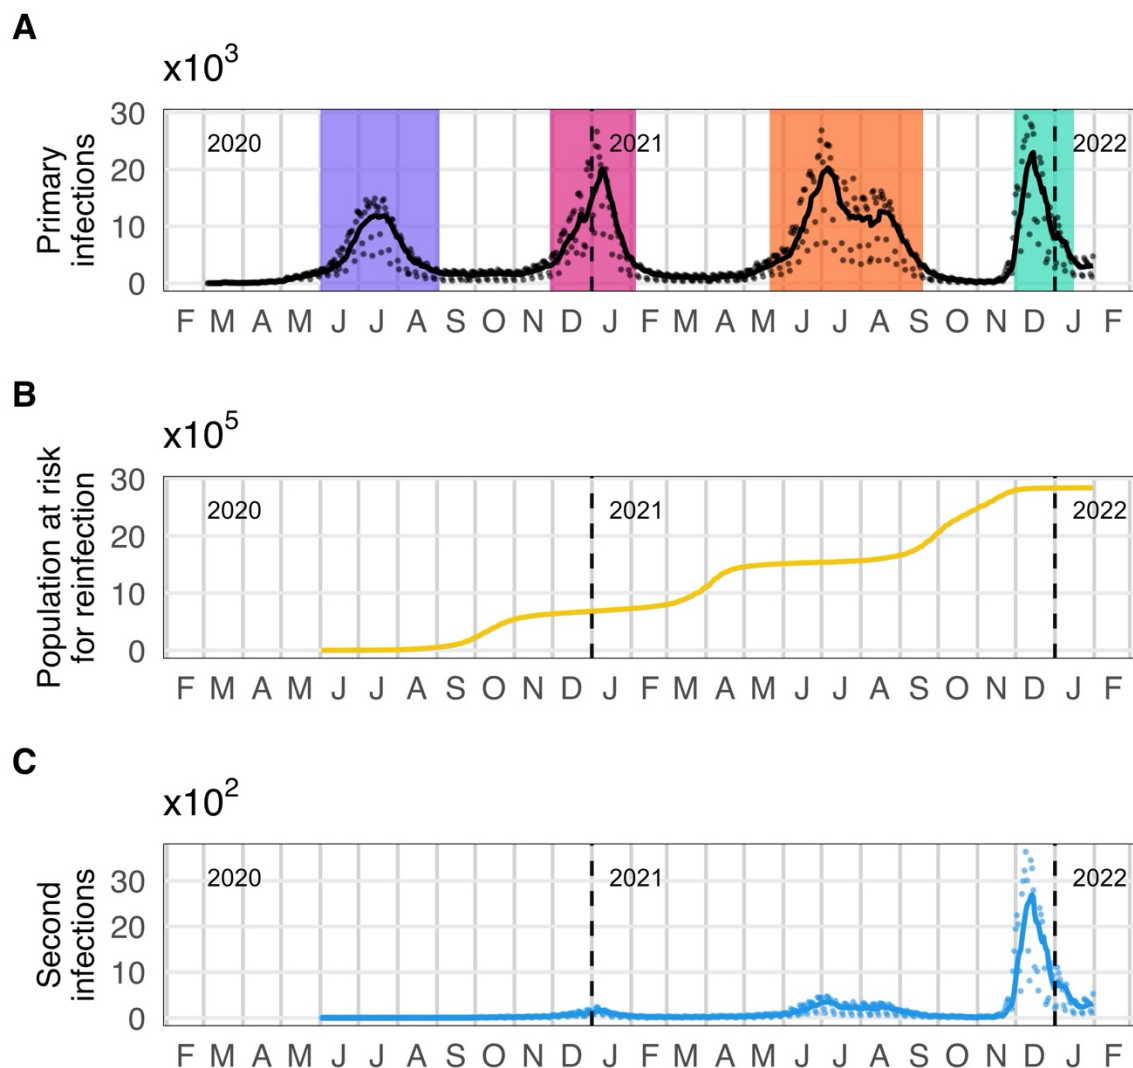 A
x10³
30
20
10
0
Primary
infections
2020
2021
2022
F M A M J J A S O N D J F M A M J J A S O N D J F
B
x10⁵
30
20
10
0
Population at risk
for reinfection
2020
2021
2022
F M A M J J A S O N D J F M A M J J A S O N D J F
C
x10²
30
20
10
0
Second
infections
2020
2021
2022
F M A M J J A S O N D J F M A M J J A S O N D J F